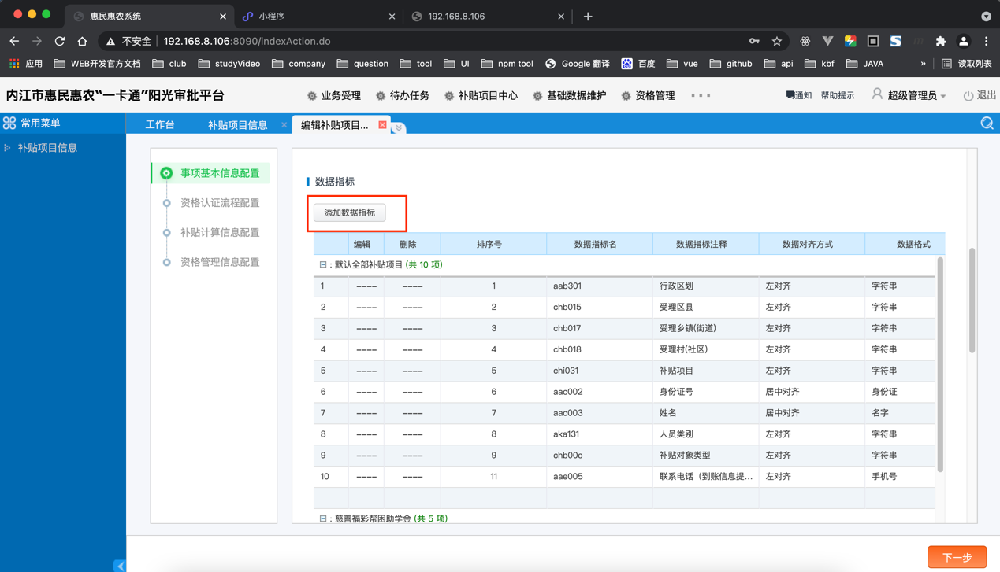 惠民惠农系统
小程序
192.168.8.106
不安全 192.168.8.106:8090/indexAction.do
应用 WEB开发官方文档 club studyVideo company question tool UI npm tool Google 翻译 百度 vue github api kbf JAVA » 读取列表
内江市惠民惠农“一卡通”阳光审批平台 业务受理 待办任务 补贴项目中心 基础数据维护 资格管理 通知 帮助提示 超级管理员 退出
常用菜单 工作台 补贴项目信息 编辑补贴项目...
补贴项目信息
事项基本信息配置
资格认证流程配置
补贴计算信息配置
资格管理信息配置
数据指标
添加数据指标
编辑 删除 排序号 数据指标名 数据指标注释 数据对齐方式 数据格式
: 默认全部补贴项目 (共 10 项)
1 ---- ---- 1 aab301 行政区划 左对齐 字符串
2 ---- ---- 2 chb015 受理区县 左对齐 字符串
3 ---- ---- 3 chb017 受理乡镇(街道) 左对齐 字符串
4 ---- ---- 4 chb018 受理村(社区) 左对齐 字符串
5 ---- ---- 5 chi031 补贴项目 左对齐 字符串
6 ---- ---- 6 aac002 身份证号 居中对齐 身份证
7 ---- ---- 7 aac003 姓名 居中对齐 名字
8 ---- ---- 8 aka131 人员类别 左对齐 字符串
9 ---- ---- 9 chb00c 补贴对象类型 左对齐 字符串
10 ---- ---- 11 aae005 联系电话（到账信息提... 左对齐 手机号
: 慈善福彩帮困助学金 (共 5 项)
下一步